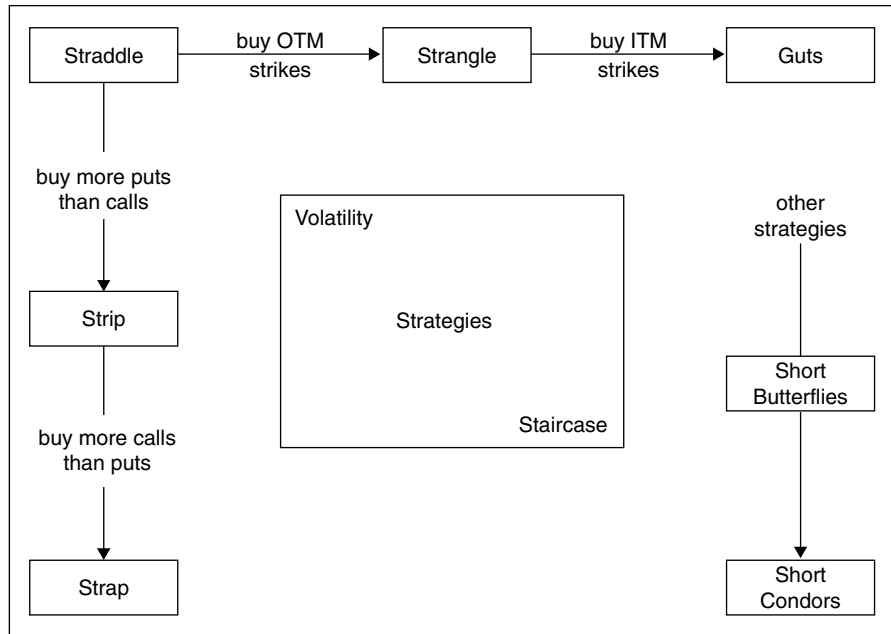 Straddle
buy OTM
strikes
Strangle
buy ITM
strikes
Guts
buy more puts
than calls
Volatility
Strategies
Staircase
other
strategies
Strip
Short
Butterflies
buy more calls
than puts
Strap
Short
Condors